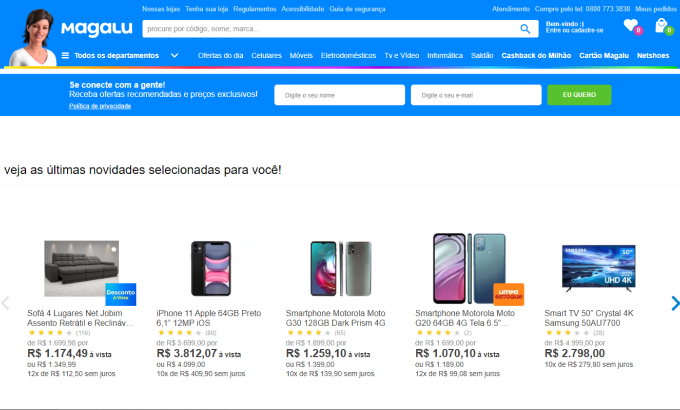 Nossas lojas Tenha sua loja Regulamentos Acessibilidade Guia de segurança Atendimento Compre pelo tel: 0800 773 3838 Meus pedidos
MAGALU
procure por código, nome, marca...
Bem-vindo :)
Entre ou cadastre-se
0
0
Todos os departamentos Ofertas do dia Celulares Móveis Eletrodomésticos Tv e Vídeo Informática Saldão Cashback do Milhão Cartão Magalu Netshoes
Se conecte com a gente!
Receba ofertas recomendadas e preços exclusivos!
Política de privacidade
Digite o seu nome
Digite o seu e-mail
EU QUERO
veja as últimas novidades selecionadas para você!
Desconto
à Vista
Sofá 4 Lugares Net Jobim
Assento Retrátil e Reclináv...
(115)
de R$ 1.699,98 por
R$ 1.174,49 à vista
ou R$ 1.349,99
12x de R$ 112,50 sem juros
iPhone 11 Apple 64GB Preto
6,1" 12MP iOS
(80)
de R$ 5.699,00 por
R$ 3.812,07 à vista
ou R$ 4.099,00
10x de R$ 409,90 sem juros
Smartphone Motorola Moto
G30 128GB Dark Prism 4G
(65)
de R$ 1.899,00 por
R$ 1.259,10 à vista
ou R$ 1.399,00
10x de R$ 139,90 sem juros
LIMPA
ESTOQUE
Smartphone Motorola Moto
G20 64GB 4G Tela 6.5"...
(2)
de R$ 1.699,00 por
R$ 1.070,10 à vista
ou R$ 1.189,00
12x de R$ 99,08 sem juros
50"
2021
UHD 4K
Smart TV 50" Crystal 4K
Samsung 50AU7700
(28)
de R$ 4.999,00 por
R$ 2.798,00
10x de R$ 279,80 sem juros